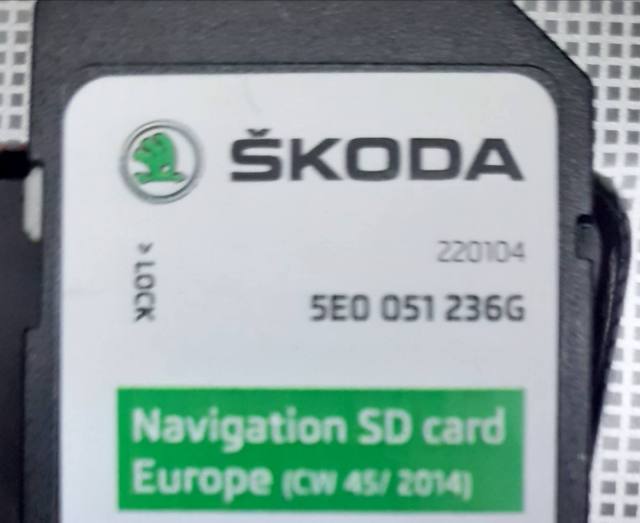 ŠKODA
220104
> LOCK
5E0 051 236G
Navigation SD card
Europe (CW 45/ 2014)